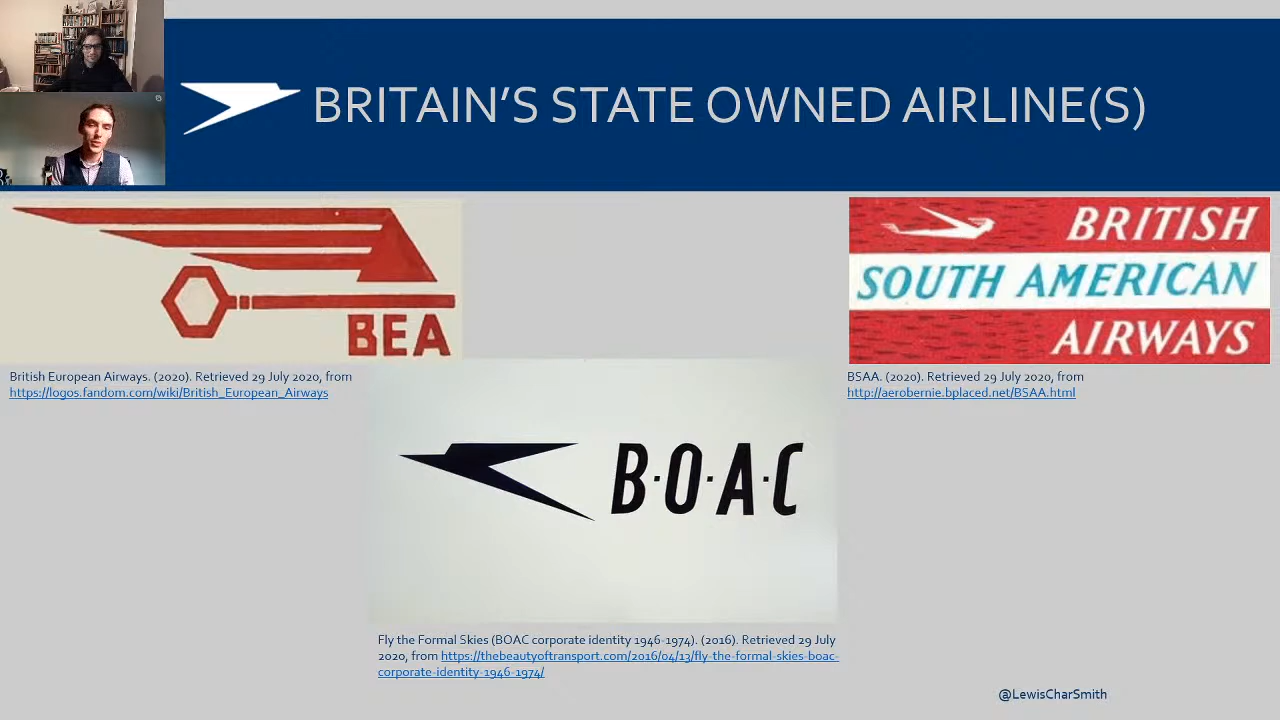 BRITAIN'S STATE OWNED AIRLINE(S)
BEA
BRITISH
SOUTH AMERICAN
AIRWAYS
British European Airways. (2020). Retrieved 29 July 2020, from
https://logos.fandom.com/wiki/British_European_Airways
BSAA. (2020). Retrieved 29 July 2020, from
http://aerobernie.bplaced.net/BSAA.html
B·O·A·C
Fly the Formal Skies (BOAC corporate identity 1946-1974). (2016). Retrieved 29 July
2020, from https://thebeautyoftransport.com/2016/04/13/fly-the-formal-skies-boac-
corporate-identity-1946-1974/
@LewisCharSmith